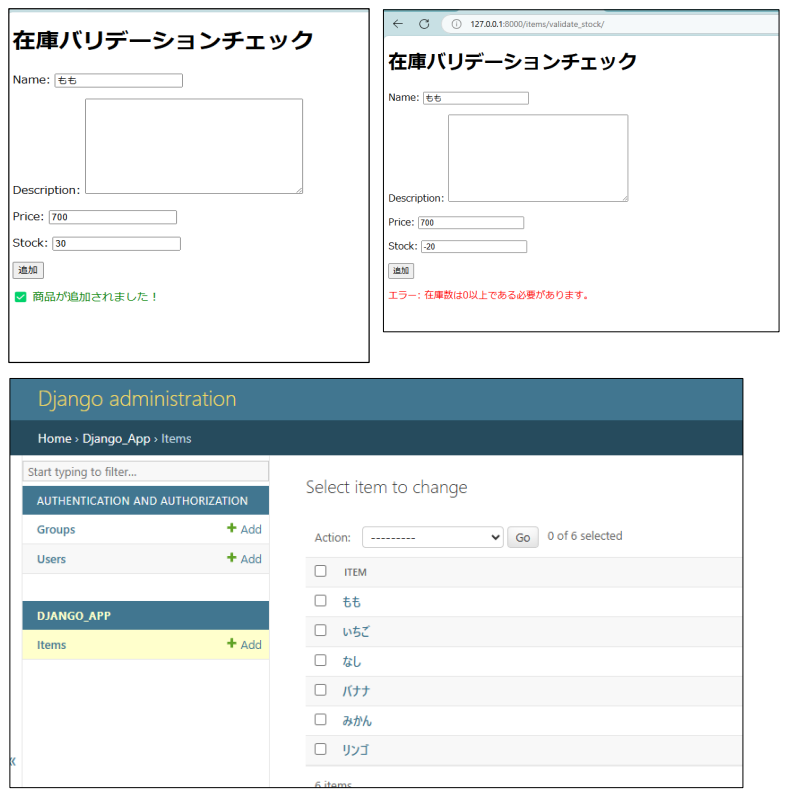 在庫バリデーションチェック
Name: もも
Description:
Price: 700
Stock: 30
追加
✅ 商品が追加されました！
127.0.0.1:8000/items/validate_stock/
在庫バリデーションチェック
Name: もも
Description:
Price: 700
Stock: -20
追加
エラー: 在庫数は0以上である必要があります。
Django administration
Home › Django_App › Items
Start typing to filter...
AUTHENTICATION AND AUTHORIZATION
Groups + Add
Users + Add
DJANGO_APP
Items + Add
«
Select item to change
Action: --------- Go 0 of 6 selected
ITEM
もも
いちご
なし
バナナ
みかん
リンゴ
6 items